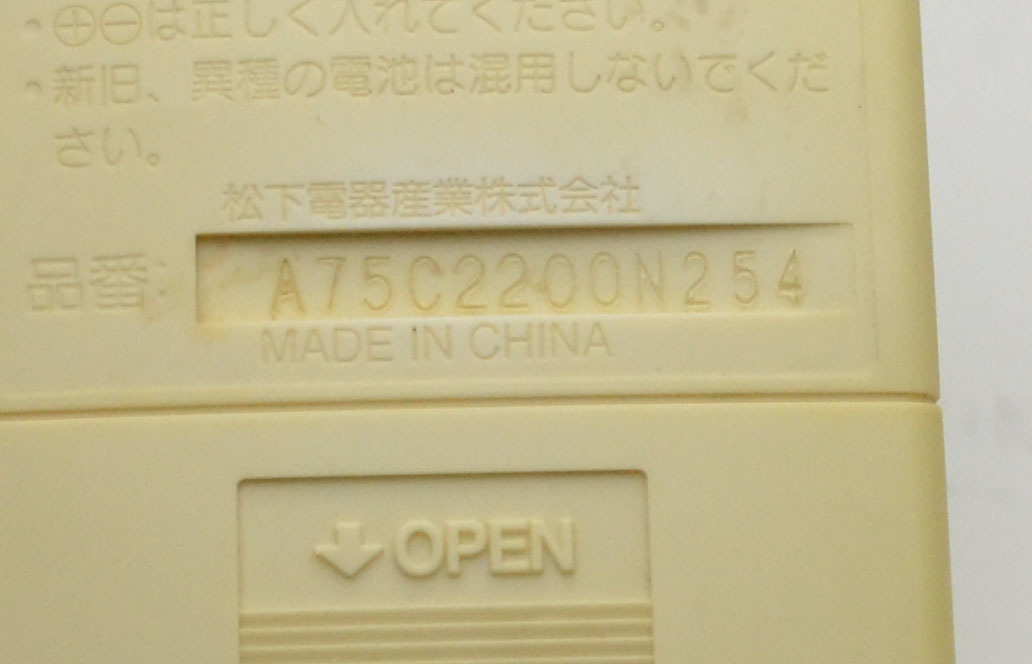 ・⊕⊖は正しく入れてください。
・新旧、異種の電池は混用しないでくだ
さい。
松下電器産業株式会社
品番: A75C2200N254
MADE IN CHINA
↓OPEN